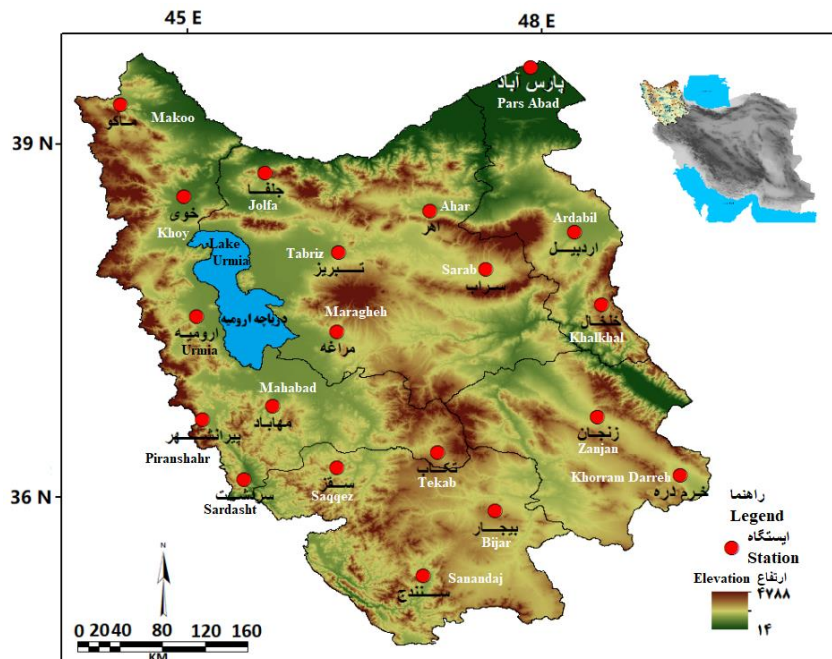 45 E
48 E
39 N
36 N
پارس آباد
Pars Abad
ماکو
Makoo
جلفا
Jolfa
خوی
Khoy
Ahar
اهر
Ardabil
اردبیل
Lake
Urmia
دریاچه ارومیه
Tabriz
تبریز
Sarab
سراب
Maragheh
مراغه
خلخال
Khalkhal
ارومیه
Urmia
Mahabad
مهاباد
پیرانشهر
Piranshahr
زنجان
Zanjan
تکاب
Tekab
سقز
Saqqez
سردشت
Sardasht
Khorram Darreh
خرم دره
بیجار
Bijar
Sanandaj
سنندج
راهنما
Legend
ایستگاه
Station
Elevation ارتفاع
۴۷۸۸
۱۴
N
0 20 40 80 120 160
KM